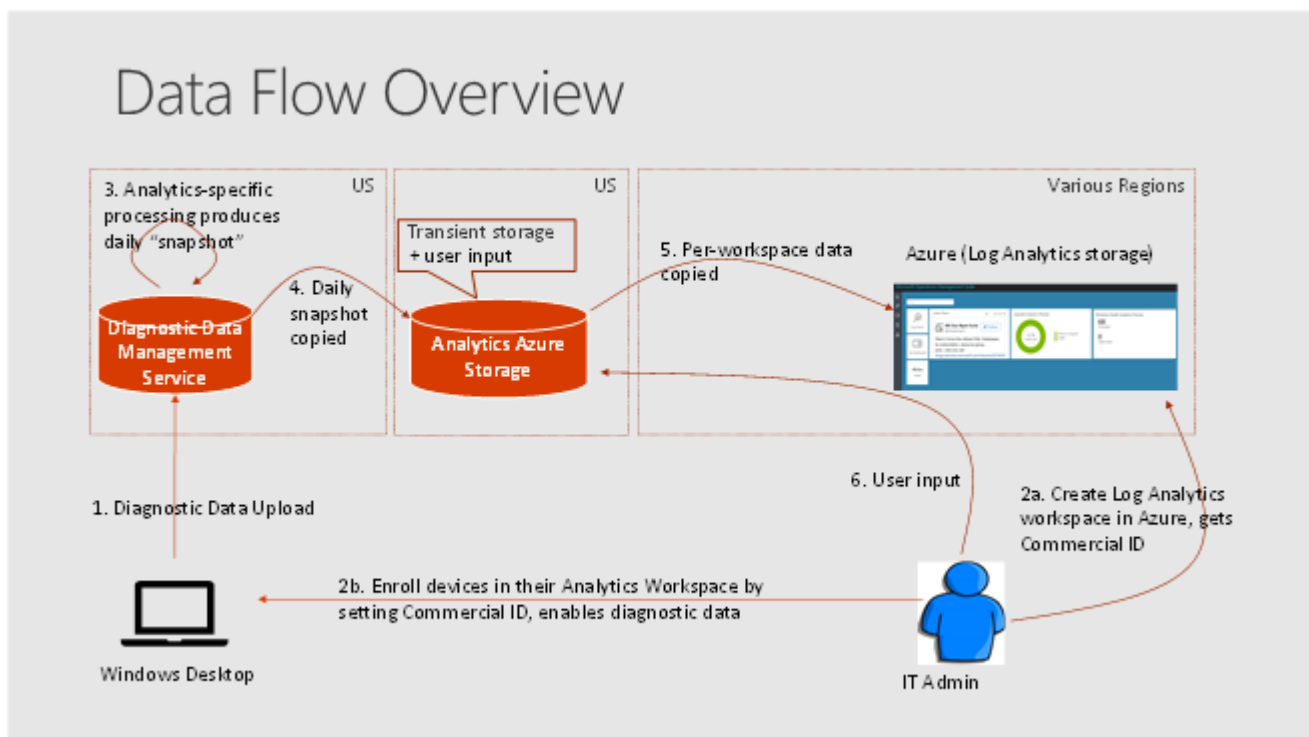 Data Flow Overview
US
3. Analytics-specific
processing produces
daily “snapshot”
Diagnostic Data
Management
Service
4. Daily
snapshot
copied
US
Transient storage
+ user input
Analytics Azure
Storage
Various Regions
5. Per-workspace data
copied
Azure (Log Analytics storage)
1. Diagnostic Data Upload
6. User input
2a. Create Log Analytics
workspace in Azure, gets
Commercial ID
2b. Enroll devices in their Analytics Workspace by
setting Commercial ID, enables diagnostic data
Windows Desktop
IT Admin